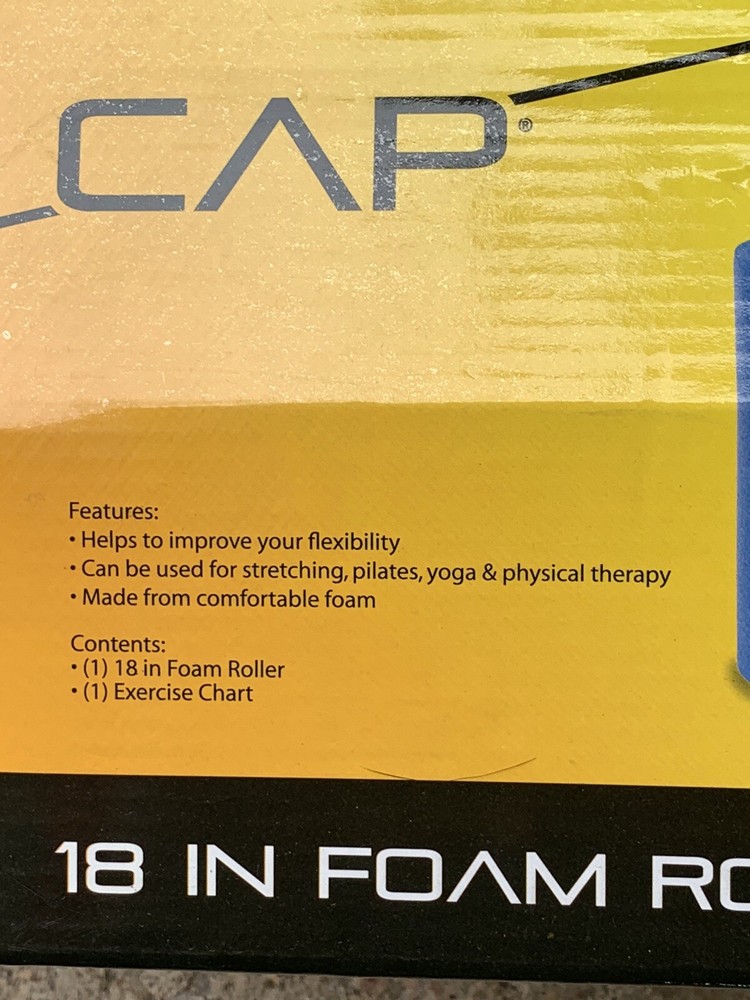 CAP®
Features:
• Helps to improve your flexibility
• Can be used for stretching, pilates, yoga & physical therapy
• Made from comfortable foam
Contents:
• (1) 18 in Foam Roller
• (1) Exercise Chart
18 IN FOAM RO